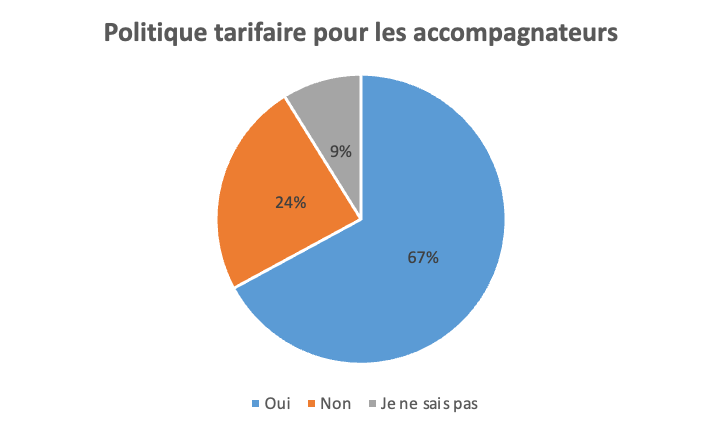 Politique tarifaire pour les accompagnateurs
9%
24%
67%
Oui Non Je ne sais pas